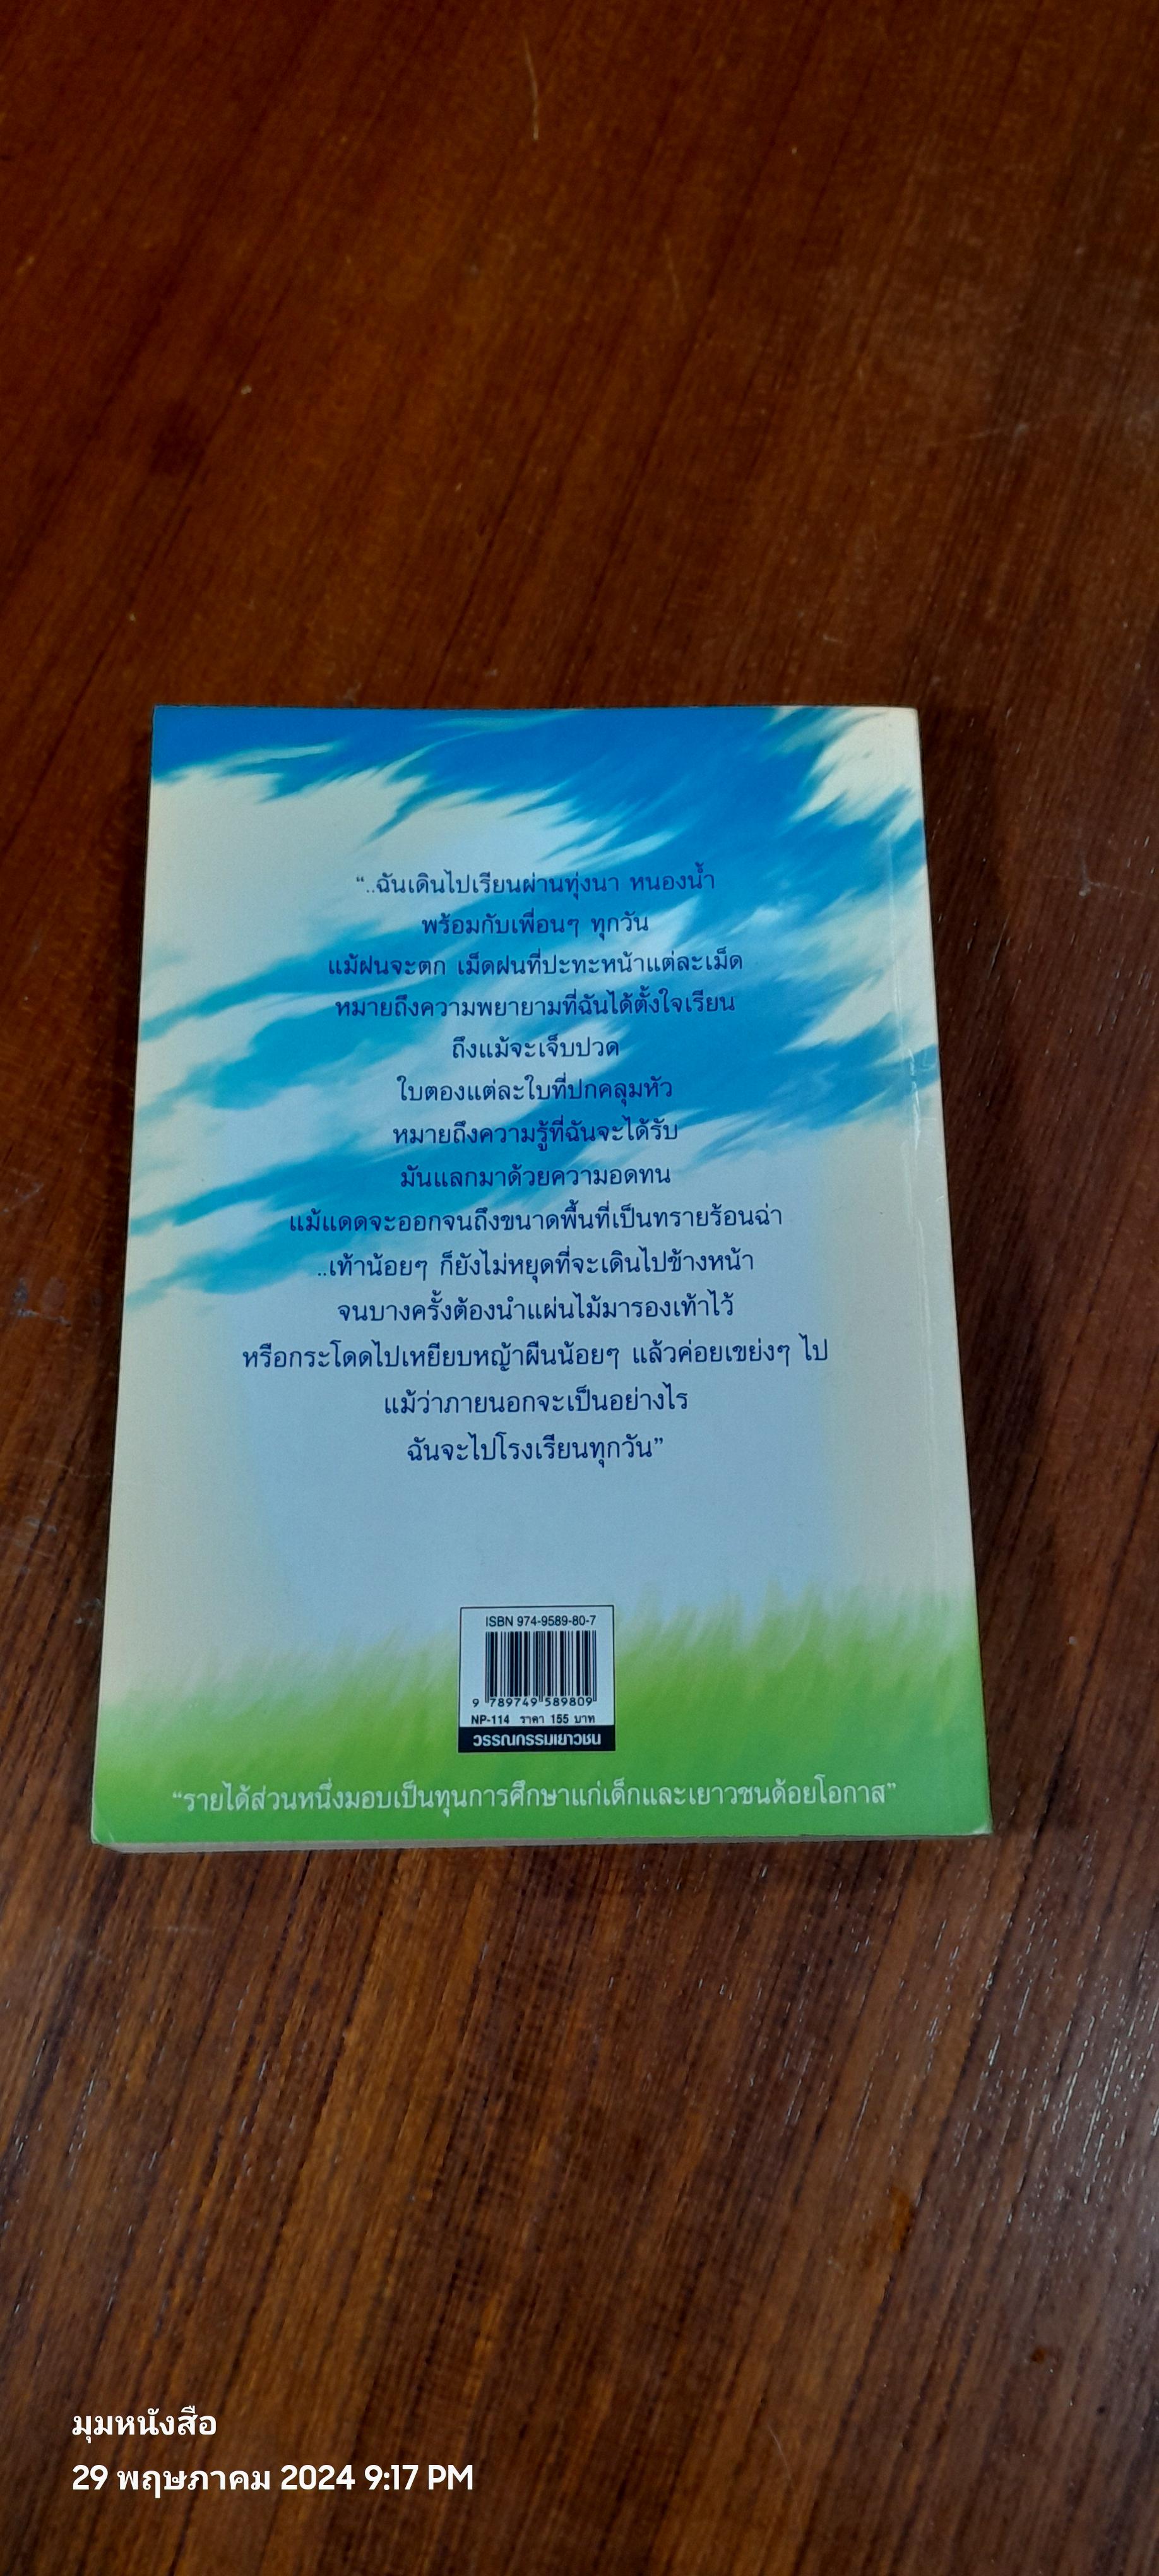 “..ฉันเดินไปเรียนผ่านทุ่งนา หนองน้ำ
พร้อมกับเพื่อนๆ ทุกวัน
แม้ฝนจะตก เม็ดฝนที่ปะทะหน้าแต่ละเม็ด
หมายถึงความพยายามที่ฉันได้ตั้งใจเรียน
ถึงแม้จะเจ็บปวด
ใบตองแต่ละใบที่ปกคลุมหัว
หมายถึงความรู้ที่ฉันจะได้รับ
มันแลกมาด้วยความอดทน
แม้แดดจะออกจนถึงขนาดพื้นที่เป็นทรายร้อนฉ่า
..เท้าน้อยๆ ก็ยังไม่หยุดที่จะเดินไปข้างหน้า
จนบางครั้งต้องนำแผ่นไม้มารองเท้าไว้
หรือกระโดดไปเหยียบหญ้าผืนน้อยๆ แล้วค่อยเขย่งๆ ไป
แม้ว่าภายนอกจะเป็นอย่างไร
ฉันจะไปโรงเรียนทุกวัน”
ISBN 974-9589-80-7
9 789749 589809
NP-114 ราคา 155 บาท
วรรณกรรมเยาวชน
“รายได้ส่วนหนึ่งมอบเป็นทุนการศึกษาแก่เด็กและเยาวชนด้อยโอกาส”
มุมหนังสือ
29 พฤษภาคม 2024 9:17 PM